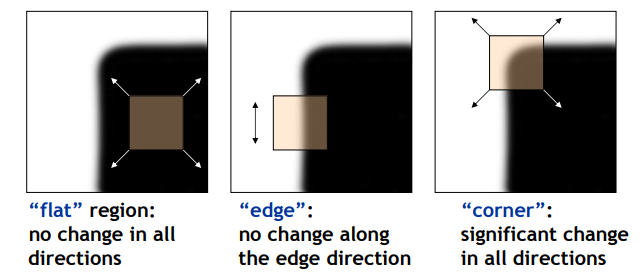 “flat” region:
no change in all
directions
“edge”:
no change along
the edge direction
“corner”:
significant change
in all directions